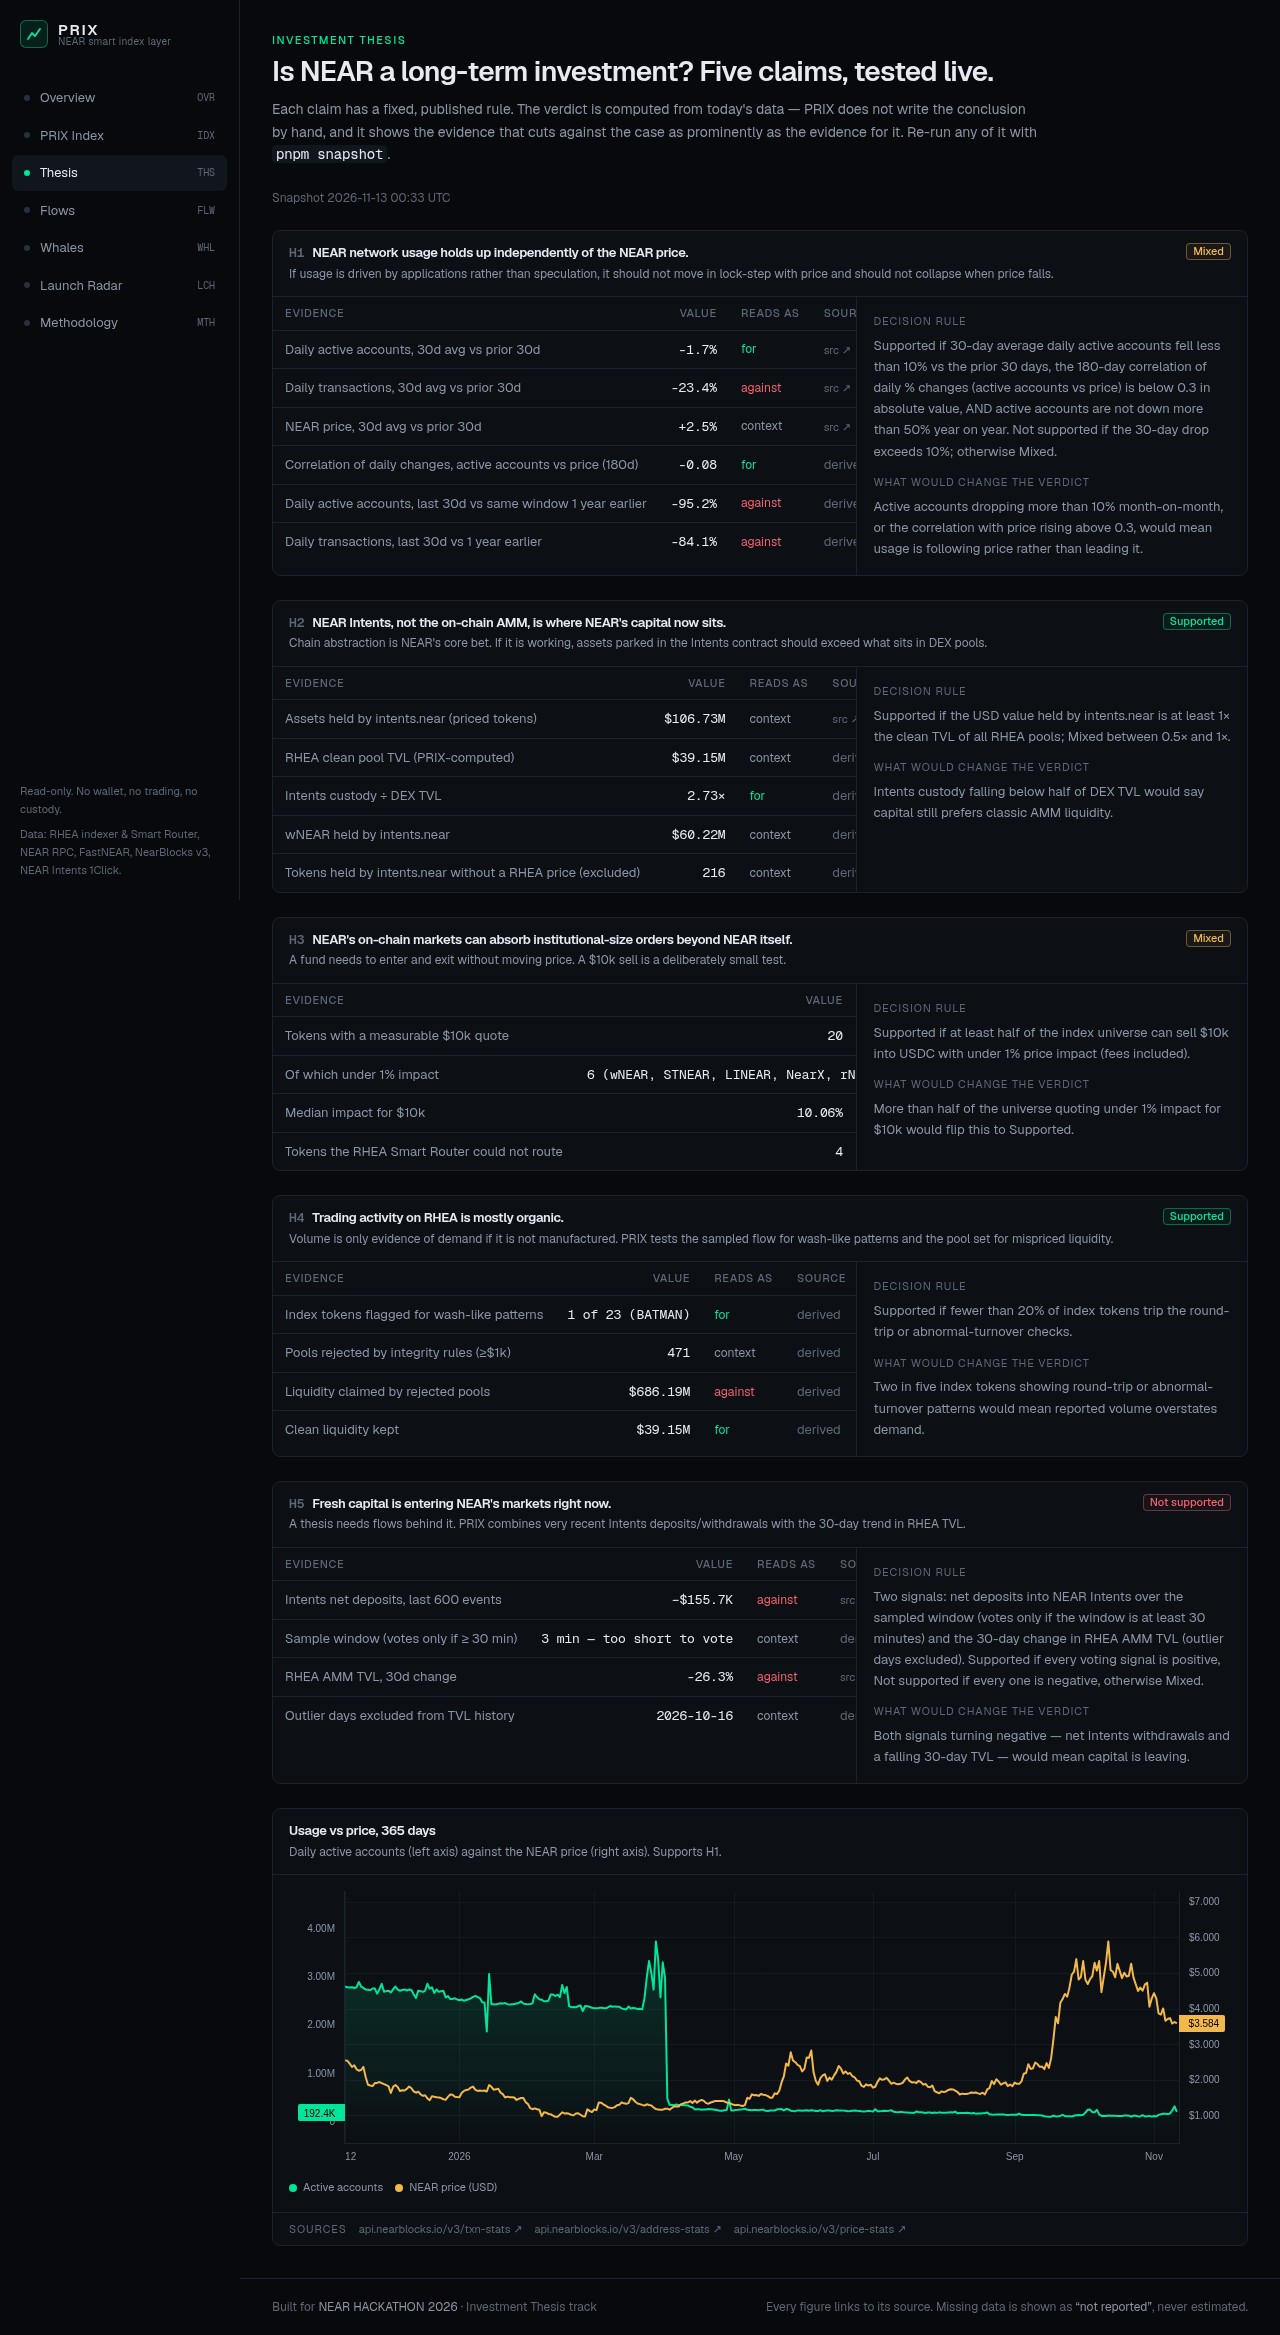 PRIX
NEAR smart index layer
Overview OVR
PRIX Index IDX
Thesis THS
Flows FLW
Whales WHL
Launch Radar LCH
Methodology MTH
Read-only. No wallet, no trading, no
custody.
Data: RHEA indexer & Smart Router,
NEAR RPC, FastNEAR, NearBlocks v3,
NEAR Intents 1Click.
INVESTMENT THESIS
Is NEAR a long-term investment? Five claims, tested live.
Each claim has a fixed, published rule. The verdict is computed from today's data — PRIX does not write the conclusion
by hand, and it shows the evidence that cuts against the case as prominently as the evidence for it. Re-run any of it with
pnpm snapshot.
Snapshot 2026-11-13 00:33 UTC
H1 NEAR network usage holds up independently of the NEAR price. Mixed
If usage is driven by applications rather than speculation, it should not move in lock-step with price and should not collapse when price falls.
EVIDENCE VALUE READS AS SOUR
Daily active accounts, 30d avg vs prior 30d -1.7% for src ↗
Daily transactions, 30d avg vs prior 30d -23.4% against src ↗
NEAR price, 30d avg vs prior 30d +2.5% context src ↗
Correlation of daily changes, active accounts vs price (180d) -0.08 for derive
Daily active accounts, last 30d vs same window 1 year earlier -95.2% against derive
Daily transactions, last 30d vs 1 year earlier -84.1% against derive
DECISION RULE
Supported if 30-day average daily active accounts fell less
than 10% vs the prior 30 days, the 180-day correlation of
daily % changes (active accounts vs price) is below 0.3 in
absolute value, AND active accounts are not down more
than 50% year on year. Not supported if the 30-day drop
exceeds 10%; otherwise Mixed.
WHAT WOULD CHANGE THE VERDICT
Active accounts dropping more than 10% month-on-month,
or the correlation with price rising above 0.3, would mean
usage is following price rather than leading it.
H2 NEAR Intents, not the on-chain AMM, is where NEAR's capital now sits. Supported
Chain abstraction is NEAR's core bet. If it is working, assets parked in the Intents contract should exceed what sits in DEX pools.
EVIDENCE VALUE READS AS SOU
Assets held by intents.near (priced tokens) $106.73M context src ↗
RHEA clean pool TVL (PRIX-computed) $39.15M context deri
Intents custody ÷ DEX TVL 2.73× for deri
wNEAR held by intents.near $60.22M context deri
Tokens held by intents.near without a RHEA price (excluded) 216 context deri
DECISION RULE
Supported if the USD value held by intents.near is at least 1×
the clean TVL of all RHEA pools; Mixed between 0.5× and 1×.
WHAT WOULD CHANGE THE VERDICT
Intents custody falling below half of DEX TVL would say
capital still prefers classic AMM liquidity.
H3 NEAR's on-chain markets can absorb institutional-size orders beyond NEAR itself. Mixed
A fund needs to enter and exit without moving price. A $10k sell is a deliberately small test.
EVIDENCE VALUE
Tokens with a measurable $10k quote 20
Of which under 1% impact 6 (wNEAR, STNEAR, LINEAR, NearX, rN
Median impact for $10k 10.06%
Tokens the RHEA Smart Router could not route 4
DECISION RULE
Supported if at least half of the index universe can sell $10k
into USDC with under 1% price impact (fees included).
WHAT WOULD CHANGE THE VERDICT
More than half of the universe quoting under 1% impact for
$10k would flip this to Supported.
H4 Trading activity on RHEA is mostly organic. Supported
Volume is only evidence of demand if it is not manufactured. PRIX tests the sampled flow for wash-like patterns and the pool set for mispriced liquidity.
EVIDENCE VALUE READS AS SOURCE
Index tokens flagged for wash-like patterns 1 of 23 (BATMAN) for derived
Pools rejected by integrity rules (≥$1k) 471 context derived
Liquidity claimed by rejected pools $686.19M against derived
Clean liquidity kept $39.15M for derived
DECISION RULE
Supported if fewer than 20% of index tokens trip the round-
trip or abnormal-turnover checks.
WHAT WOULD CHANGE THE VERDICT
Two in five index tokens showing round-trip or abnormal-
turnover patterns would mean reported volume overstates
demand.
H5 Fresh capital is entering NEAR's markets right now. Not supported
A thesis needs flows behind it. PRIX combines very recent Intents deposits/withdrawals with the 30-day trend in RHEA TVL.
EVIDENCE VALUE READS AS SO
Intents net deposits, last 600 events −$155.7K against src
Sample window (votes only if ≥ 30 min) 3 min — too short to vote context de
RHEA AMM TVL, 30d change -26.3% against src
Outlier days excluded from TVL history 2026-10-16 context de
DECISION RULE
Two signals: net deposits into NEAR Intents over the
sampled window (votes only if the window is at least 30
minutes) and the 30-day change in RHEA AMM TVL (outlier
days excluded). Supported if every voting signal is positive,
Not supported if every one is negative, otherwise Mixed.
WHAT WOULD CHANGE THE VERDICT
Both signals turning negative — net Intents withdrawals and
a falling 30-day TVL — would mean capital is leaving.
Usage vs price, 365 days
Daily active accounts (left axis) against the NEAR price (right axis). Supports H1.
4.00M
3.00M
2.00M
1.00M
192.4K
0
$7.000
$6.000
$5.000
$4.000
$3.584
$3.000
$2.000
$1.000
12 2026 Mar May Jul Sep Nov
Active accounts NEAR price (USD)
SOURCES api.nearblocks.io/v3/txn-stats ↗ api.nearblocks.io/v3/address-stats ↗ api.nearblocks.io/v3/price-stats ↗
Built for NEAR HACKATHON 2026 · Investment Thesis track
Every figure links to its source. Missing data is shown as “not reported”, never estimated.